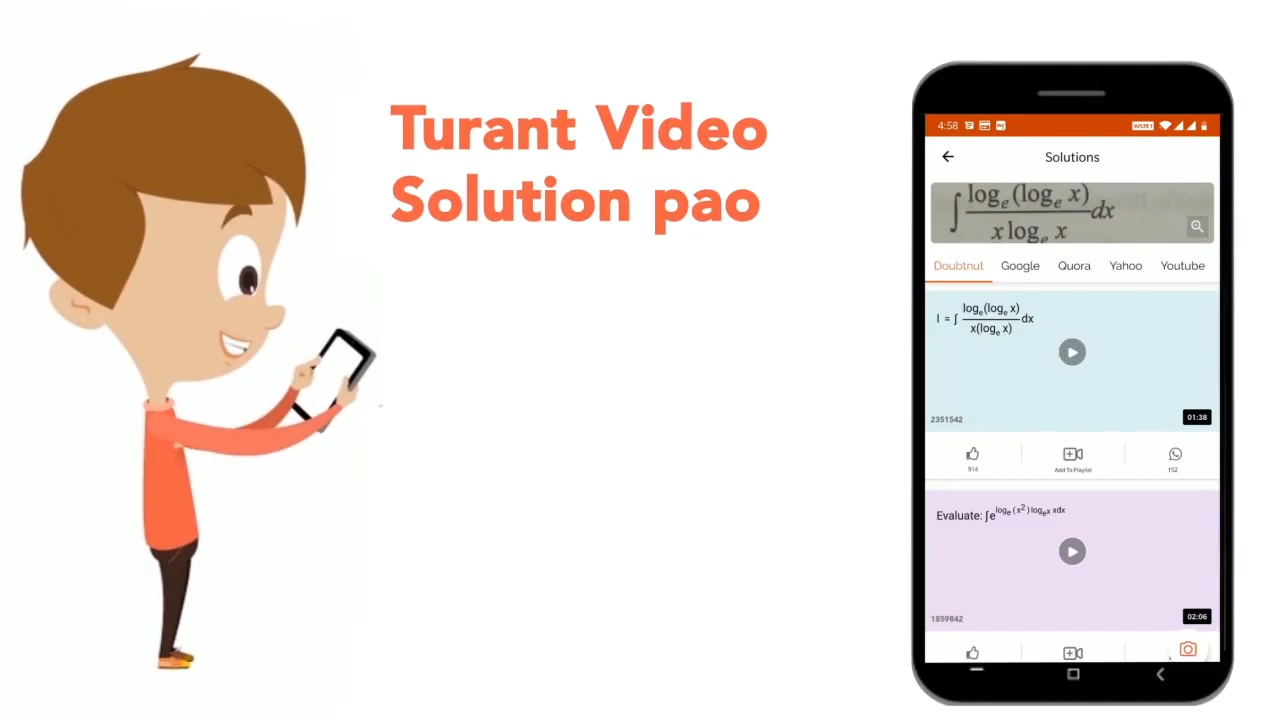 Turant Video
Solution pao
4:58
VoLTE1
Solutions
∫ logₑ(logₑ x) / x logₑ x dx
Doubtnut Google Quora Yahoo Youtube
I = ∫ logₑ(logₑ x) / x(logₑ x) dx
2351542 01:38
914 Add To Playlist 152
Evaluate: ∫e^logₑ(x²)logₑx xdx
1859842 02:06